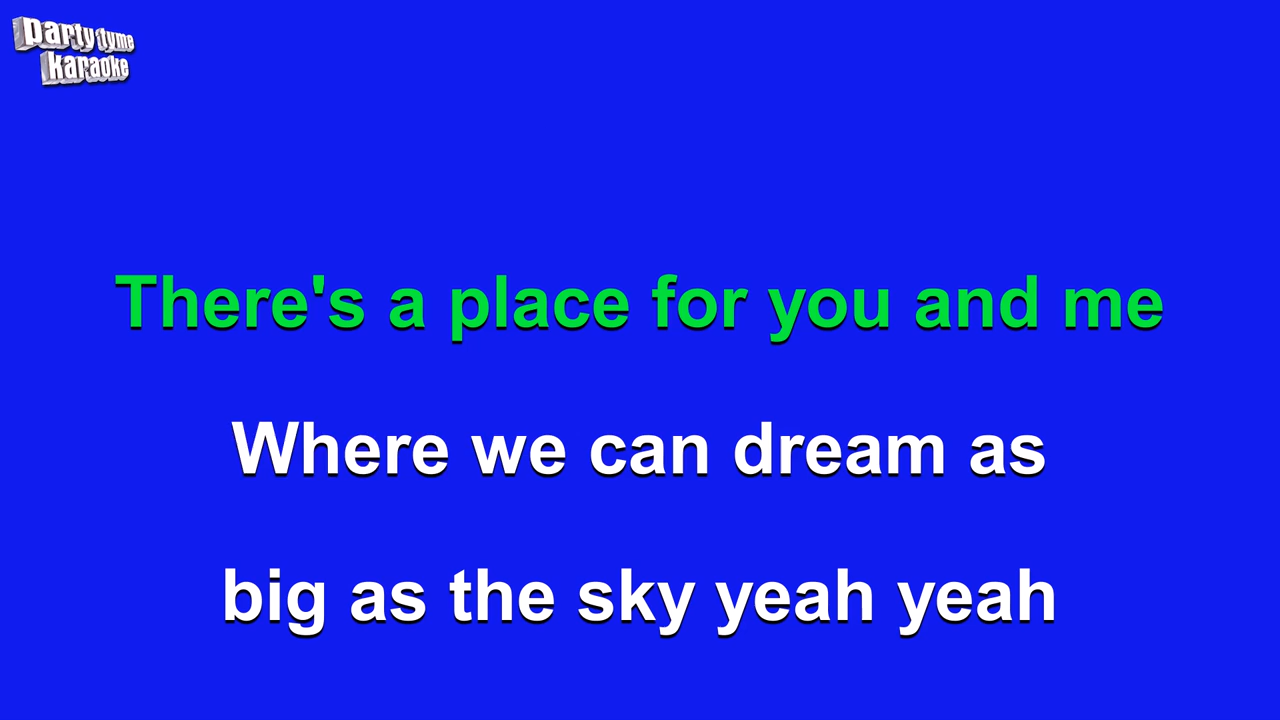 party tyme
karaoke
There's a place for you and me
Where we can dream as
big as the sky yeah yeah